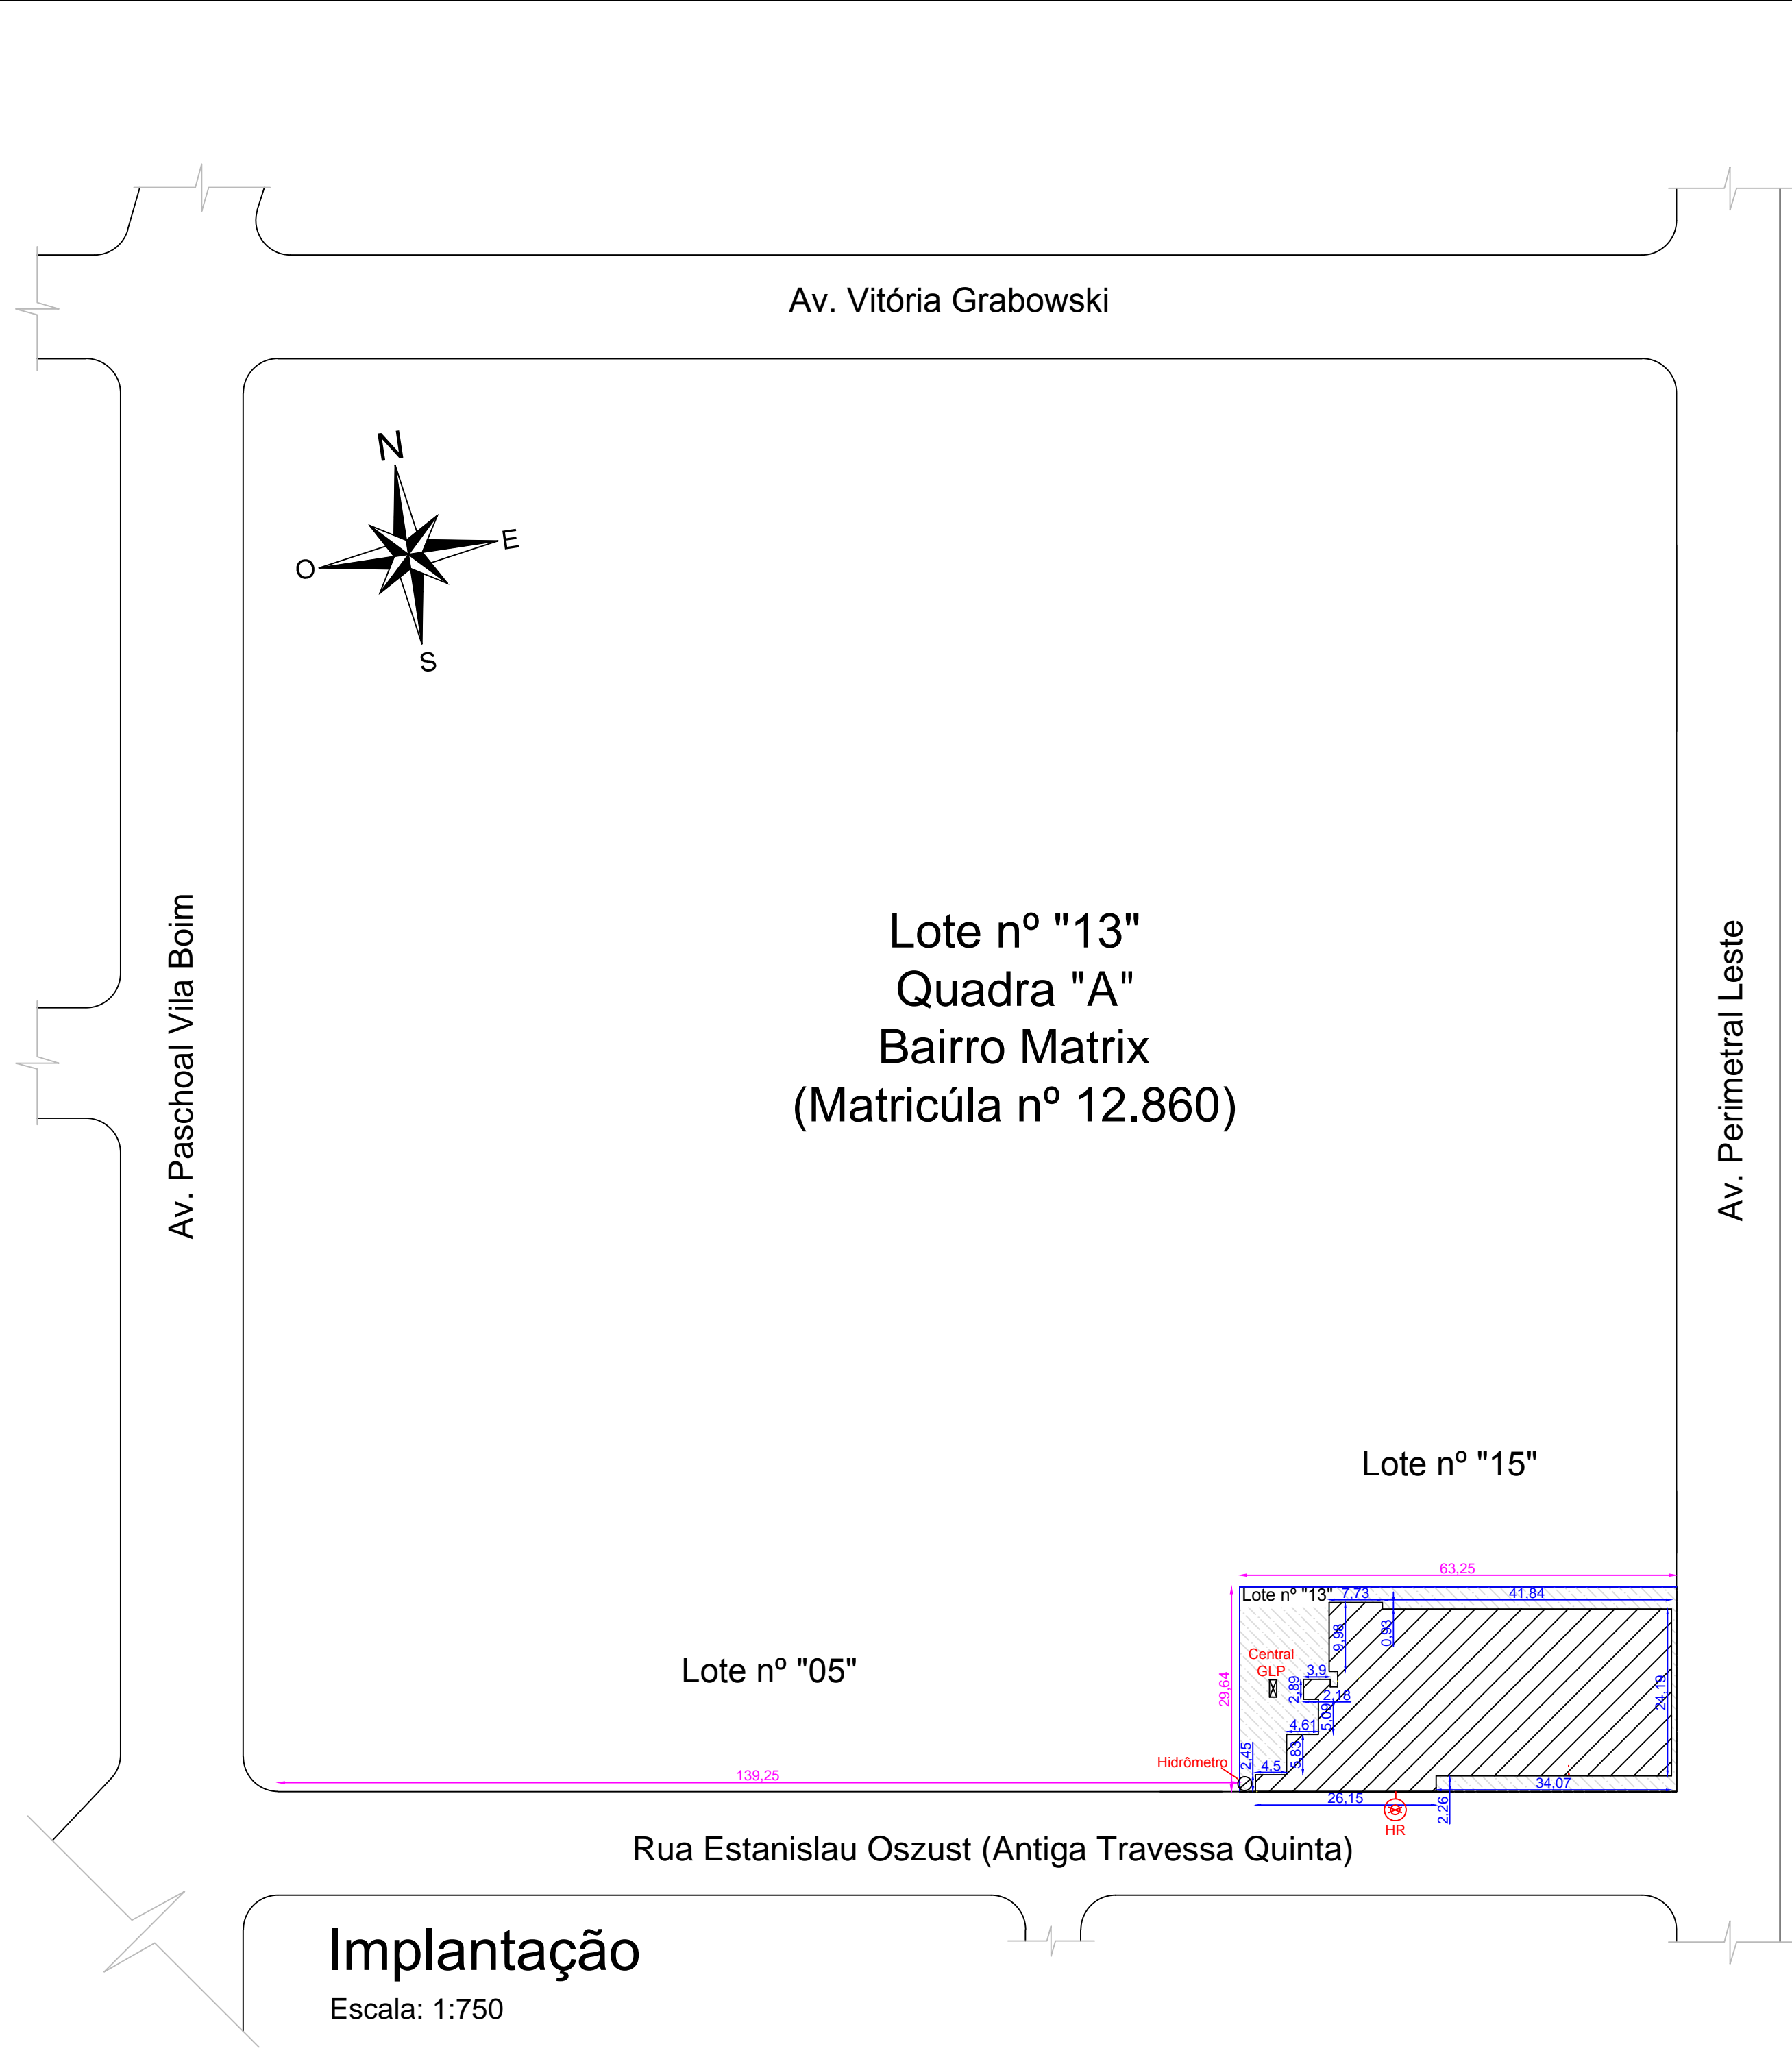 Av. Vitória Grabowski
N
O
E
S
Av. Paschoal Vila Boim
Lote nº "13"
Quadra "A"
Bairro Matrix
(Matricúla nº 12.860)
Av. Perimetral Leste
Lote nº "15"
63,25
Lote nº "13"
7,73
41,84
9,98
0,93
Central
GLP
3,9
2,89
2,18
29,64
24,19
Lote nº "05"
5,09
4,61
5,83
2,45
Hidrômetro
4,5
139,25
34,07
26,15
2,26
HR
Rua Estanislau Oszust (Antiga Travessa Quinta)
Implantação
Escala: 1:750